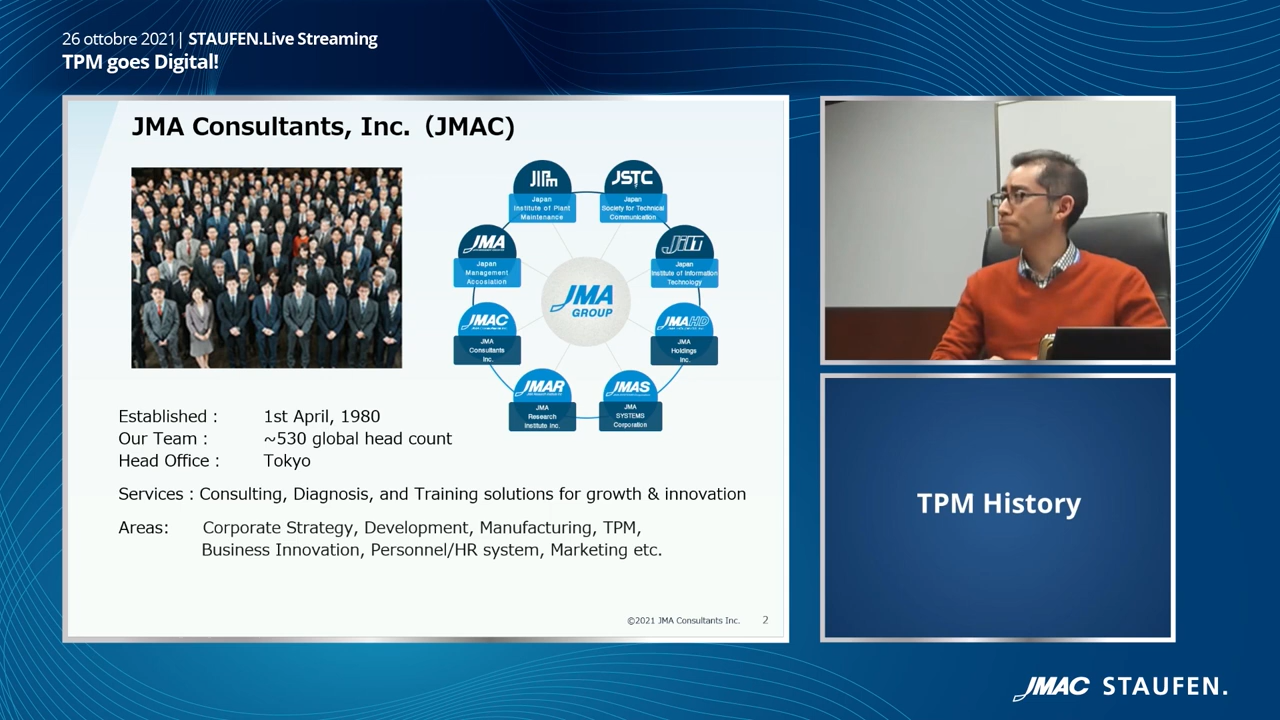 26 ottobre 2021| STAUFEN.Live Streaming
TPM goes Digital!
JMA Consultants, Inc. (JMAC)
JIPm
Japan
Institute of Plant
Maintenance
JSTC
Japan
Society for Technical
Communication
JMA
Japan
Management
Association
JiIT
Japan
Institute of Information
Technology
JMA
GROUP
JMAC
JMA
Consultants
Inc.
JMAHD
JMA
Holdings
Inc.
JMAR
JMA
Research
Institute Inc.
JMAS
JMA
SYSTEMS
Corporation
Established : 1st April, 1980
Our Team : ~530 global head count
Head Office : Tokyo
Services : Consulting, Diagnosis, and Training solutions for growth & innovation
Areas: Corporate Strategy, Development, Manufacturing, TPM,
Business Innovation, Personnel/HR system, Marketing etc.
©2021 JMA Consultants Inc. 2
TPM History
JMAC STAUFEN.